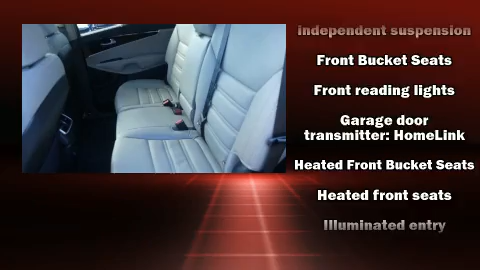 independent suspension
Front Bucket Seats
Front reading lights
Garage door
transmitter: HomeLink
Heated Front Bucket Seats
Heated front seats
Illuminated entry